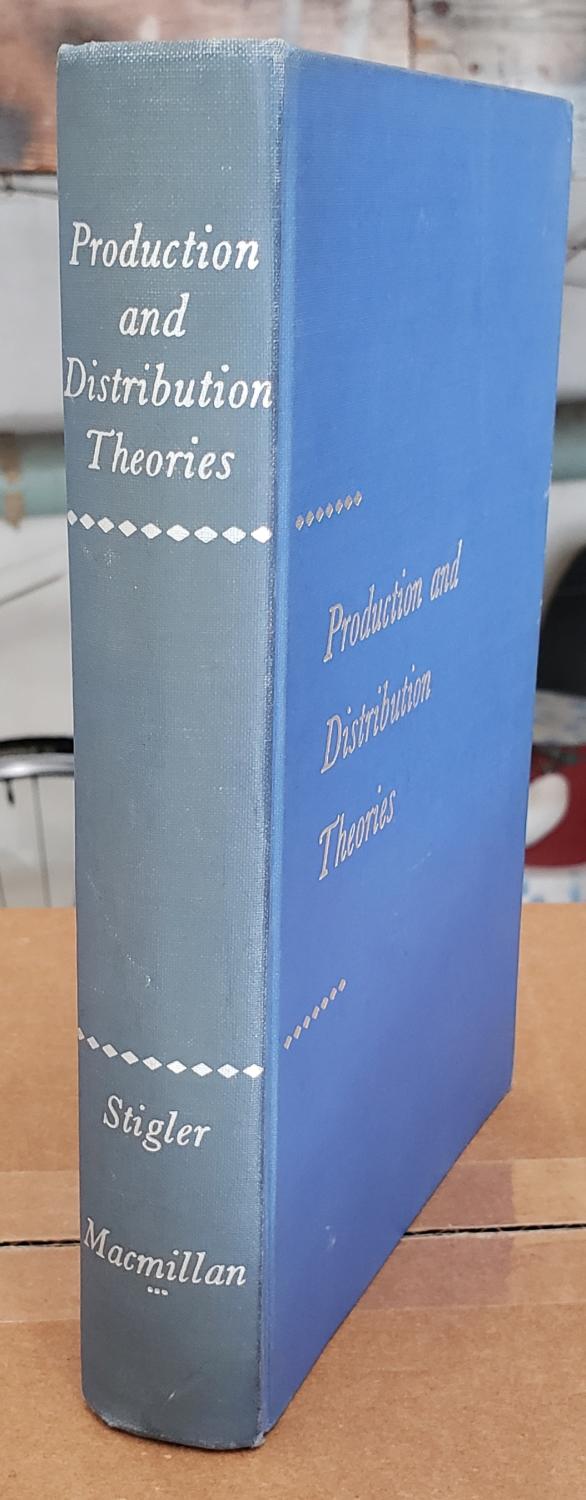 Production
and
Distribution
Theories
Stigler
Macmillan
Production and
Distribution
Theories